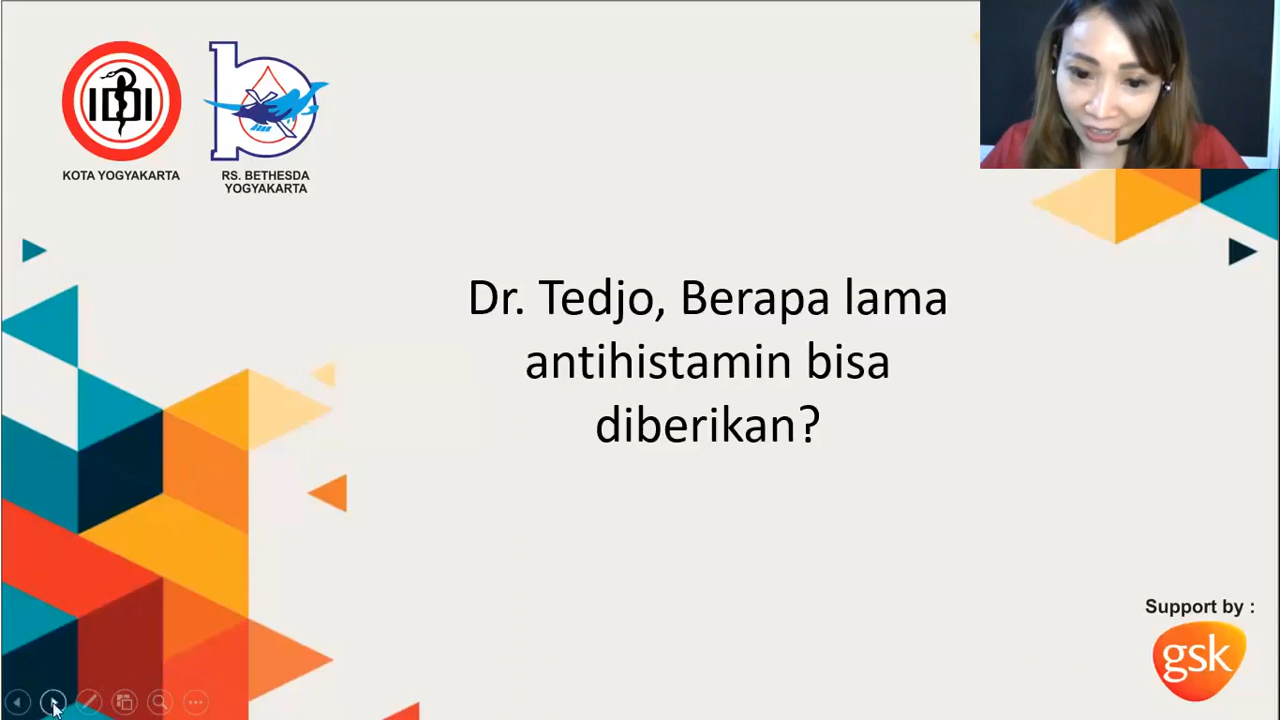 IDI
KOTA YOGYAKARTA
RS. BETHESDA
YOGYAKARTA
Dr. Tedjo, Berapa lama
antihistamin bisa
diberikan?
Support by :
gsk